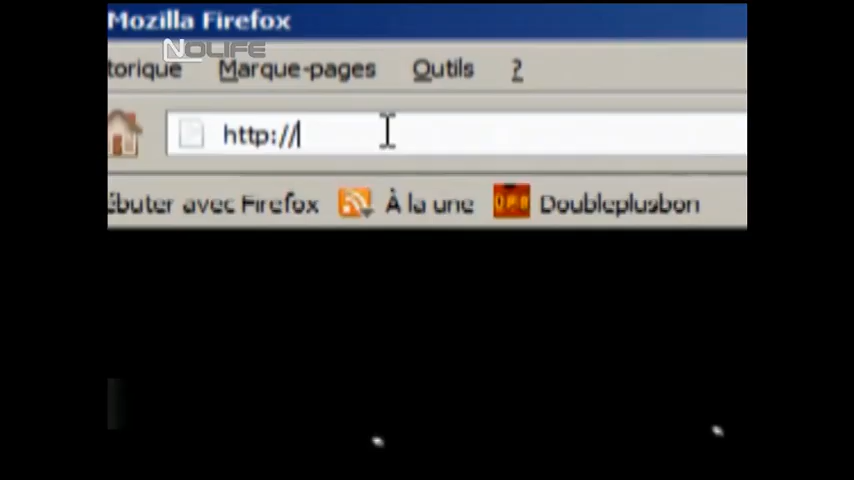 Mozilla Firefox
NOLIFE
torique Marque-pages Outils ?
http://
ébuter avec Firefox À la une Doubleplusbon